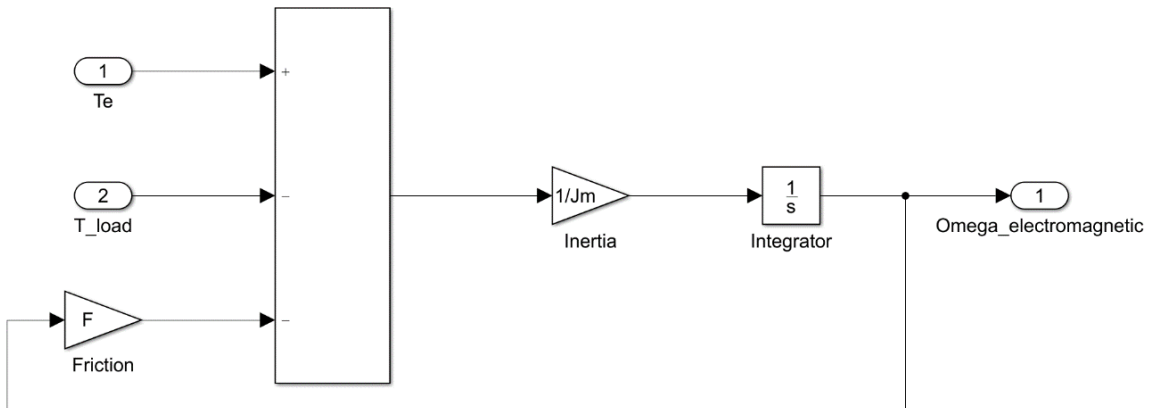 +
1
Te
2
−
T_load
1/Jm
Inertia
1
s
Integrator
1
Omega_electromagnetic
F
−
Friction